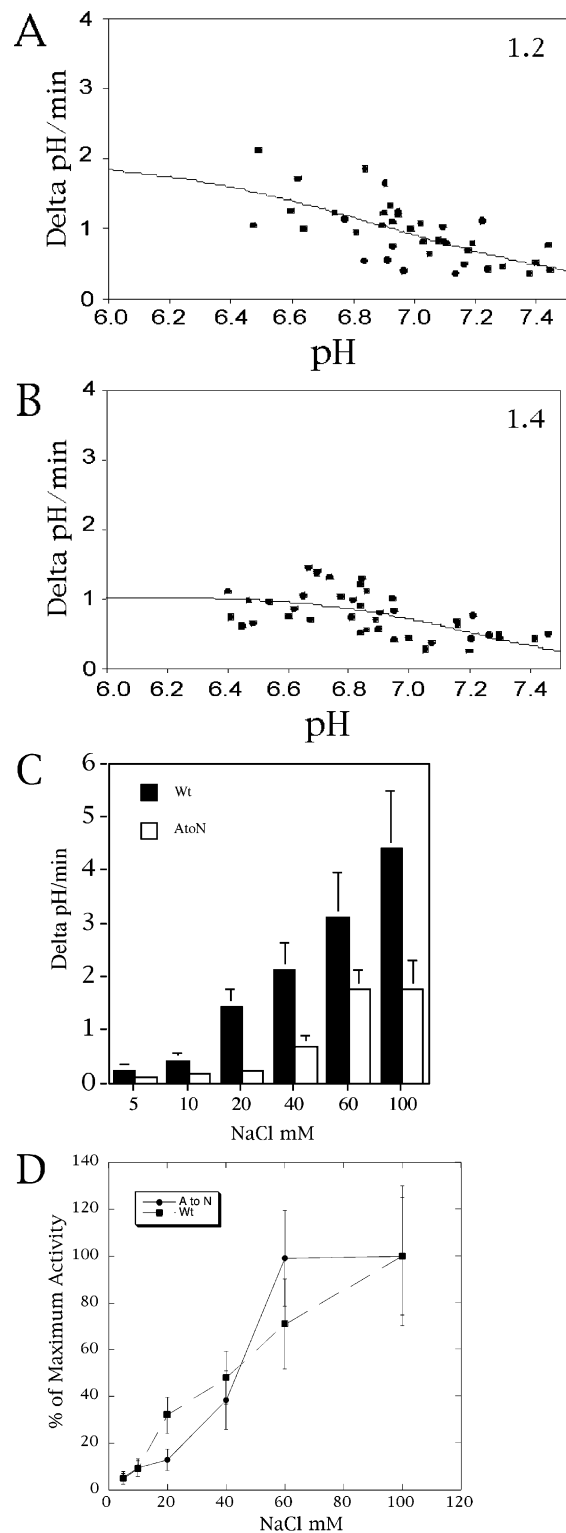 A
1.2
Delta pH/min
4
3
2
1
0
6.0 6.2 6.4 6.6 6.8 7.0 7.2 7.4
pH
B
1.4
Delta pH/min
4
3
2
1
0
6.0 6.2 6.4 6.6 6.8 7.0 7.2 7.4
pH
C
Wt
AtoN
Delta pH/min
6
5
4
3
2
1
0
5 10 20 40 60 100
NaCl mM
D
A to N
Wt
% of Maximum Activity
140
120
100
80
60
40
20
0
0 20 40 60 80 100 120
NaCl mM